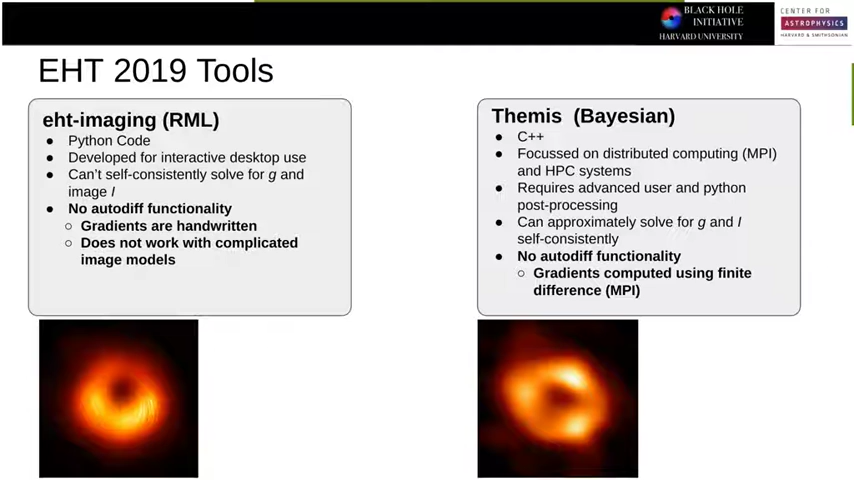 BLACK HOLE
INITIATIVE
HARVARD UNIVERSITY
CENTER FOR
ASTROPHYSICS
HARVARD & SMITHSONIAN
EHT 2019 Tools
eht-imaging (RML)
● Python Code
● Developed for interactive desktop use
● Can't self-consistently solve for g and
image I
● No autodiff functionality
○ Gradients are handwritten
○ Does not work with complicated
image models
Themis (Bayesian)
● C++
● Focussed on distributed computing (MPI)
and HPC systems
● Requires advanced user and python
post-processing
● Can approximately solve for g and I
self-consistently
● No autodiff functionality
○ Gradients computed using finite
difference (MPI)